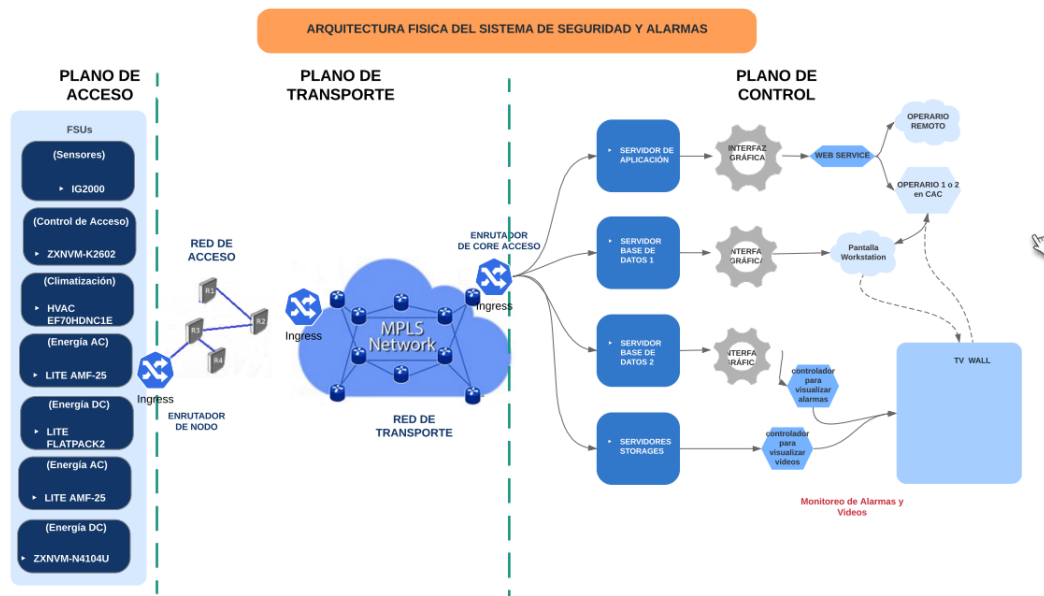 ARQUITECTURA FISICA DEL SISTEMA DE SEGURIDAD Y ALARMAS
PLANO DE
ACCESO
FSUs
(Sensores)
IG2000
(Control de Acceso)
ZXNVM-K2602
(Climatización)
HVAC
EF70HDNC1E
(Energía AC)
LITE AMF-25
(Energía DC)
LITE
FLATPACK2
(Energía AC)
LITE AMF-25
(Energía DC)
ZXNVM-N4104U
Ingress
ENRUTADOR
DE NODO
PLANO DE
TRANSPORTE
RED DE
ACCESO
R1
R2
R3
R4
Ingress
MPLS
Network
RED DE
TRANSPORTE
ENRUTADOR
DE CORE ACCESO
Ingress
PLANO DE
CONTROL
SERVIDOR DE
APLICACIÓN
INTERFAZ
GRÁFICA
WEB SERVICE
OPERARIO
REMOTO
OPERARIO 1 o 2
en CAC
SERVIDOR
BASE DE
DATOS 1
INTERFA
GRÁFICA
Pantalla
Workstation
SERVIDOR
BASE DE
DATOS 2
NTERFA
GRÁFIC
controlador
para
visualizar
alarmas
TV WALL
SERVIDORES
STORAGES
controlador
para
visualizar
videos
Monitoreo de Alarmas y
Videos